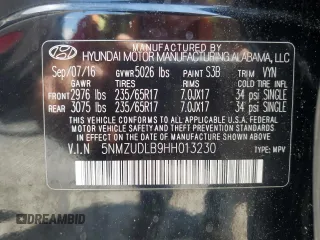 MANUFACTURED BY
HYUNDAI MOTOR MANUFACTURING ALABAMA, LLC
Sep/07/16 GVWR 5026 lbs PAINT S3B TRIM VYN
GAWR TIRES RIMS COLD TIRE INFLATION
FRONT 2976 lbs 235/65R17 7.0JX17 34 psi SINGLE
REAR 3075 lbs 235/65R17 7.0JX17 34 psi SINGLE
THIS VEHICLE CONFORMS TO ALL APPLICABLE
FEDERAL MOTOR VEHICLE SAFETY, BUMPER, AND THEFT
PREVENTION STANDARDS IN EFFECT ON THE DATE OF
MANUFACTURE SHOWN ABOVE.
V.I.N 5NMZUDLB9HH013230 TYPE: MPV
DREAMBID